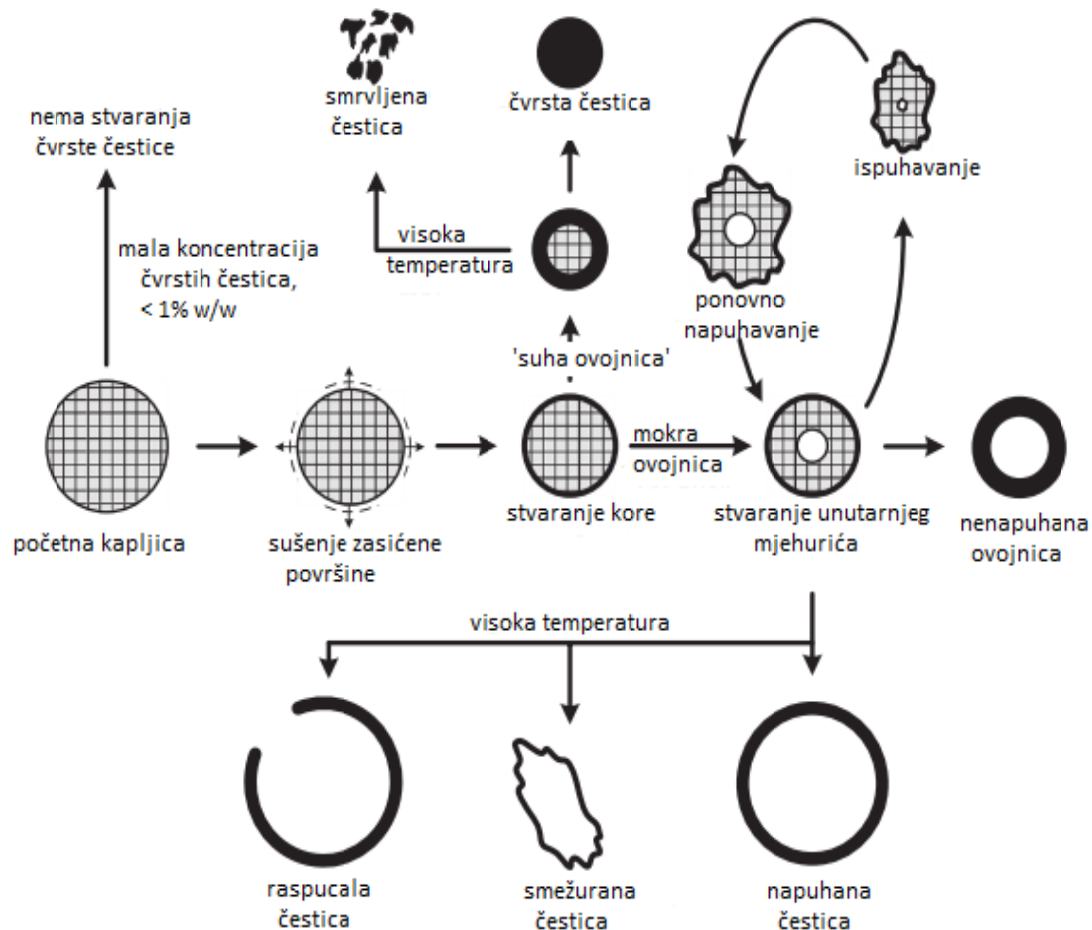 smrvljena
čestica
čvrsta čestica
nema stvaranja
čvrste čestice
ispuhavanje
visoka
temperatura
mala koncentracija
čvrstih čestica,
< 1% w/w
ponovno
napuhavanje
'suha ovojnica'
mokra
ovojnica
početna kapljica
sušenje zasićene
površine
stvaranje kore
stvaranje unutarnjeg
mjehurića
nenapuhana
ovojnica
visoka temperatura
raspucala
čestica
smežurana
čestica
napuhana
čestica